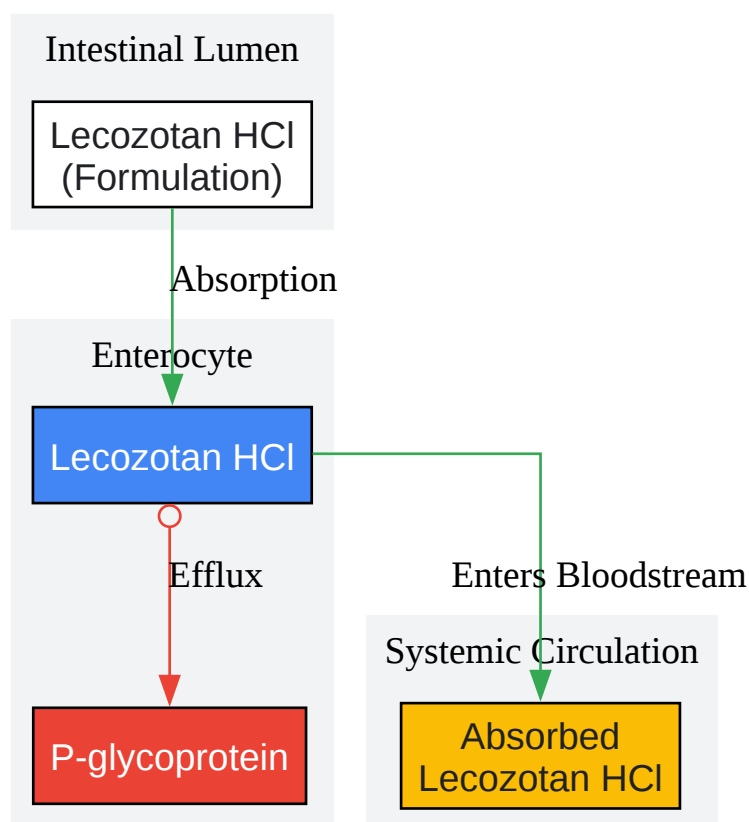 Intestinal Lumen
Lecozotan HCl
(Formulation)
Absorption
Enterocyte
Lecozotan HCl
Efflux
Enters Bloodstream
Systemic Circulation
P-glycoprotein
Absorbed
Lecozotan HCl